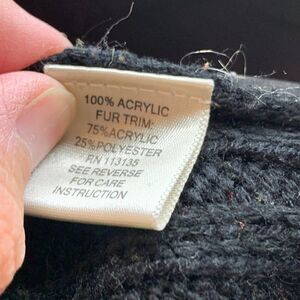 100% ACRYLIC
FUR TRIM:
75%ACRYLIC
25%POLYESTER
RN 113135
SEE REVERSE
FOR CARE
INSTRUCTION